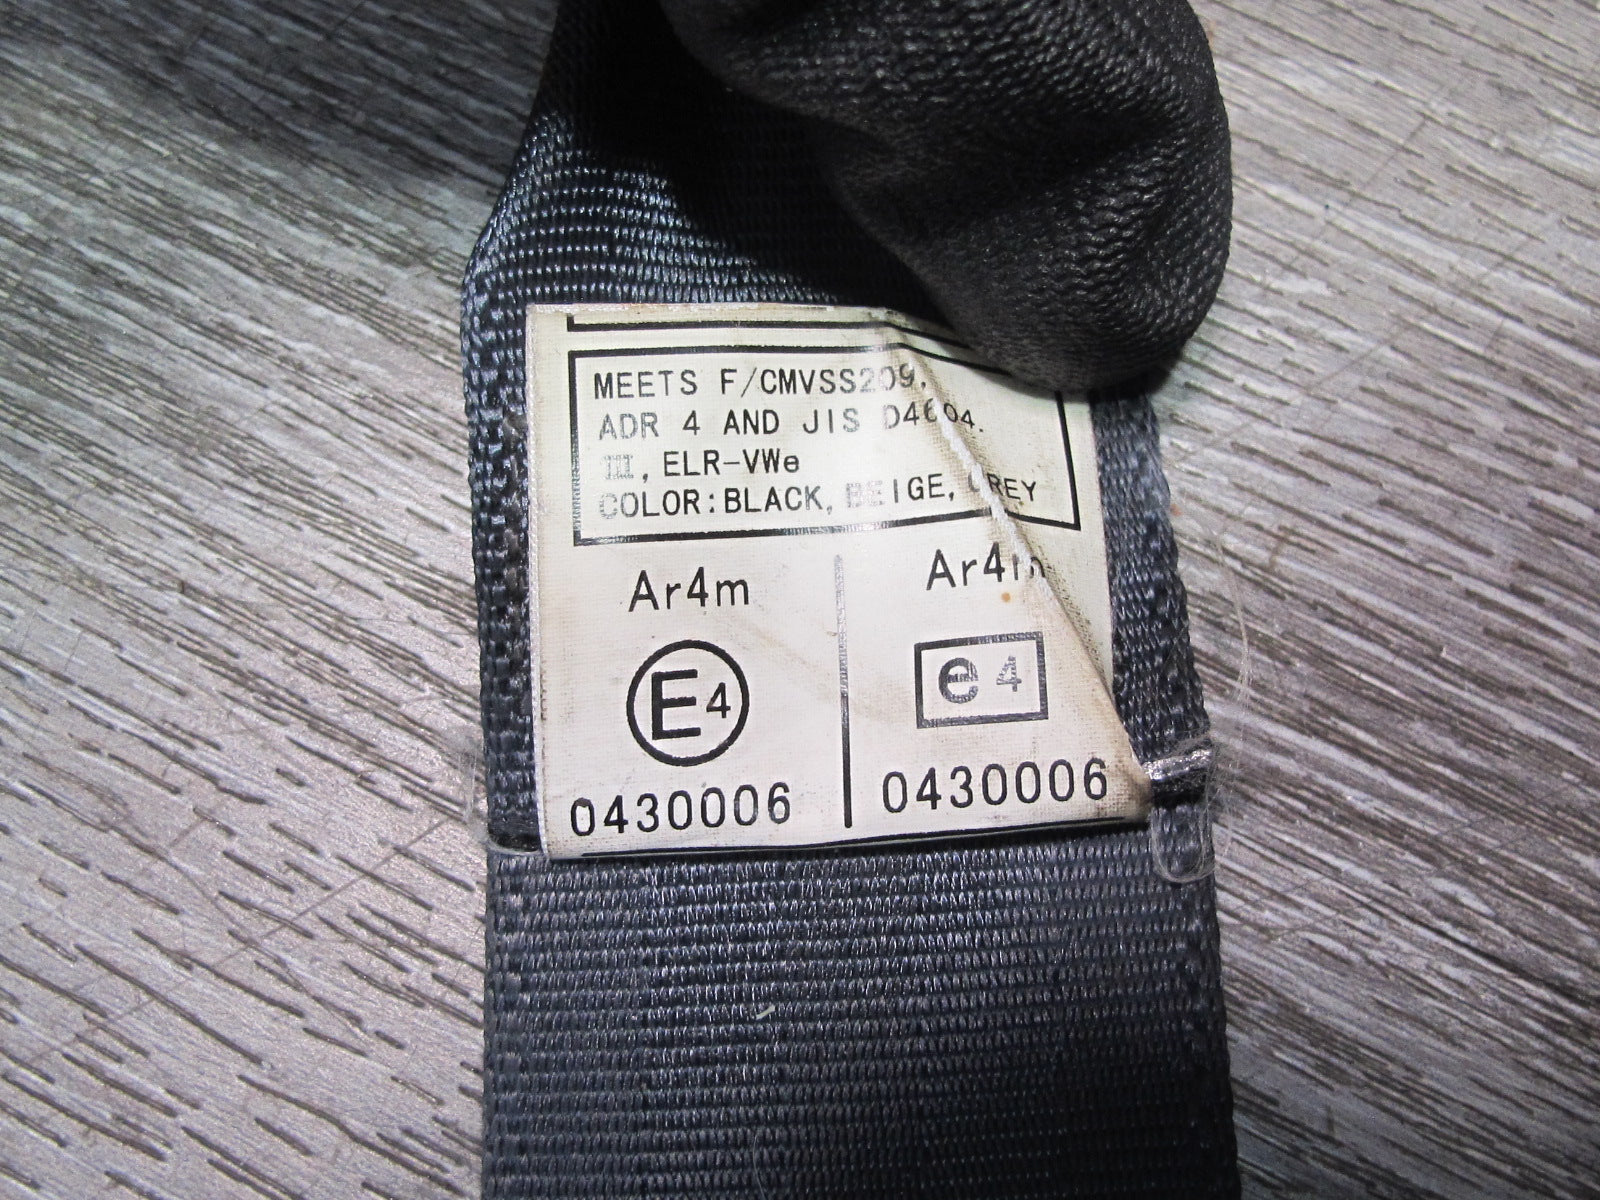 MEETS F/CMVSS209,
ADR 4 AND JIS D4604.
III, ELR-VWe
COLOR:BLACK, BEIGE, GREY
Ar4m Ar4m
E4 e4
0430006 0430006